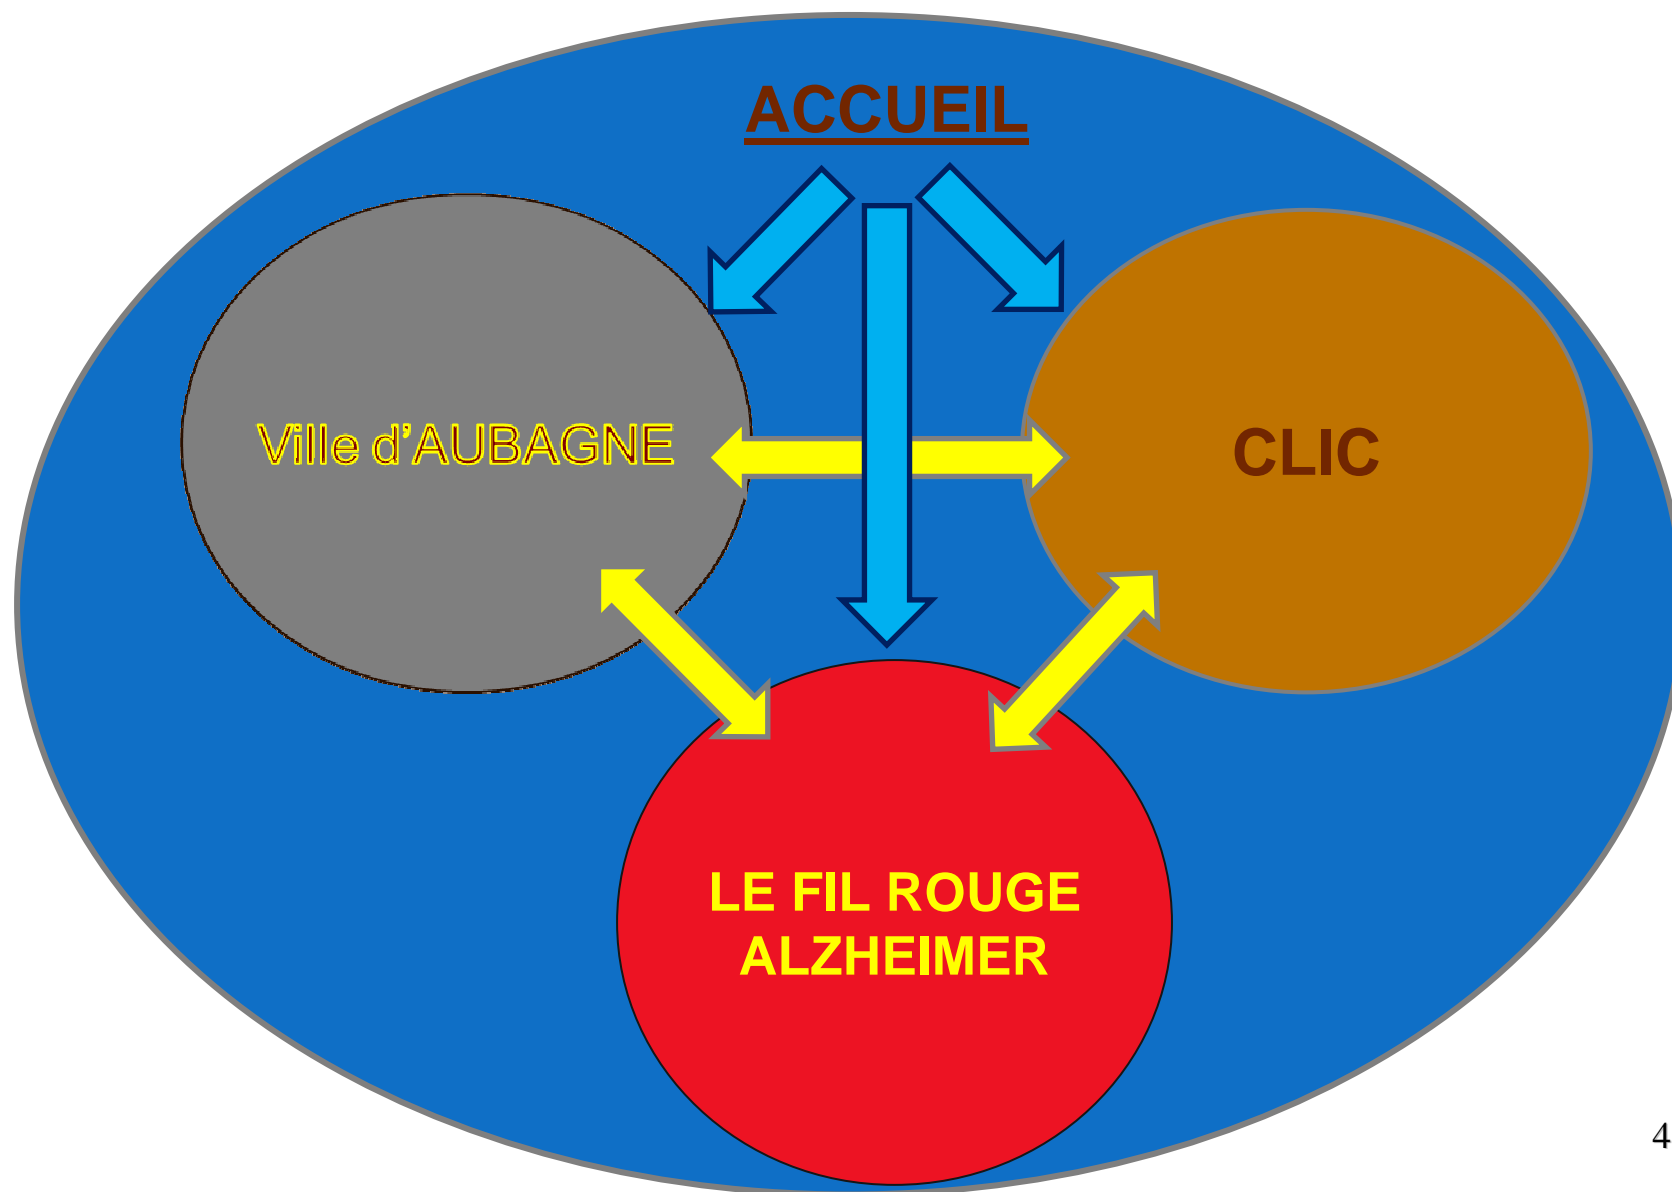 ACCUEIL
Ville d’AUBAGNE
CLIC
LE FIL ROUGE
ALZHEIMER
4